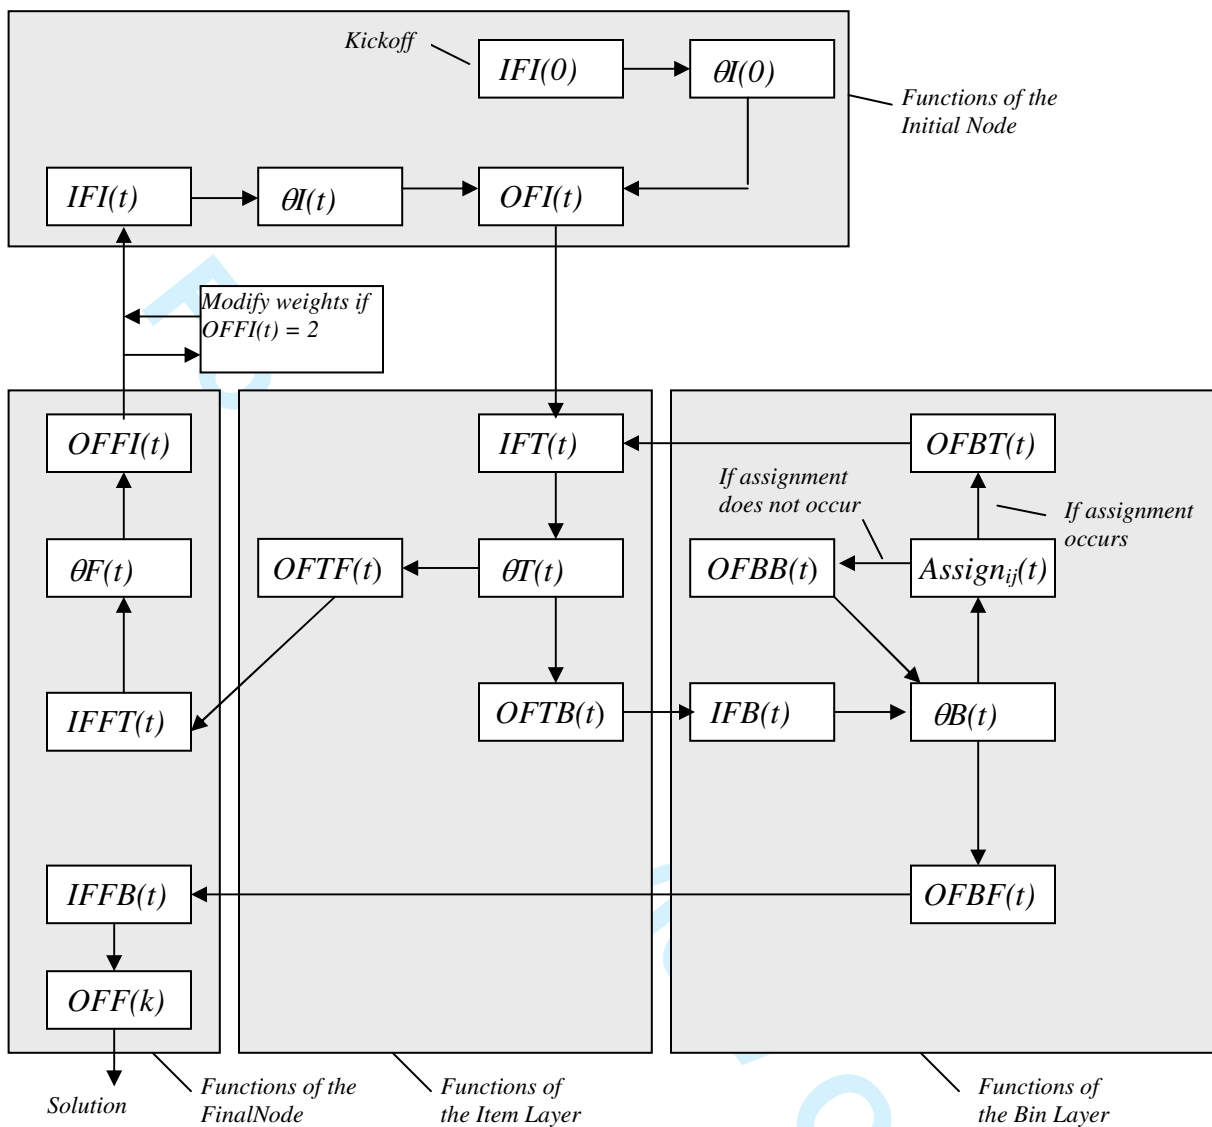 Kickoff
IFI(0)
θI(0)
Functions of the
Initial Node
IFI(t)
θI(t)
OFI(t)
Modify weights if
OFFI(t) = 2
OFFI(t)
IFT(t)
OFBT(t)
If assignment
does not occur
If assignment
occurs
θF(t)
OFTF(t)
θT(t)
OFBB(t)
Assignij(t)
IFFT(t)
OFTB(t)
IFB(t)
θB(t)
IFFB(t)
OFBF(t)
OFF(k)
Solution
Functions of the
FinalNode
Functions of
the Item Layer
Functions of
the Bin Layer